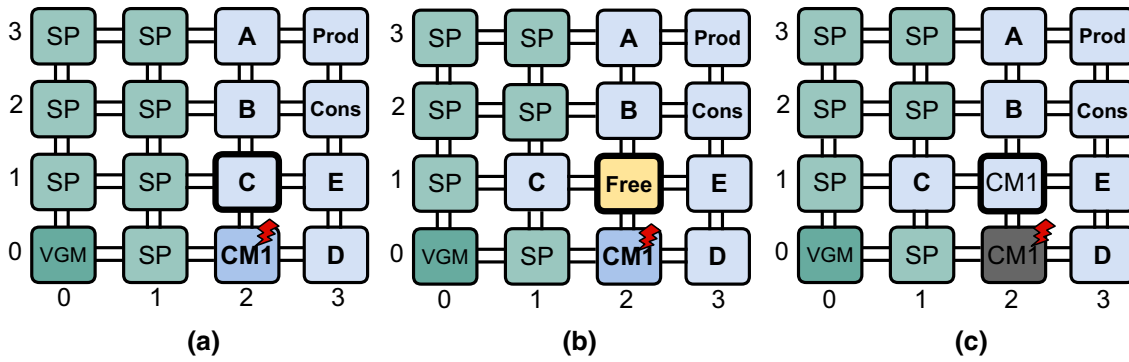 3 SP SP A Prod
2 SP SP B Cons
1 SP SP C E
0 VGM SP CM1 D
0 1 2 3
(a)
3 SP SP A Prod
2 SP SP B Cons
1 SP C Free E
0 VGM SP CM1 D
0 1 2 3
(b)
3 SP SP A Prod
2 SP SP B Cons
1 SP C CM1 E
0 VGM SP CM1 D
0 1 2 3
(c)